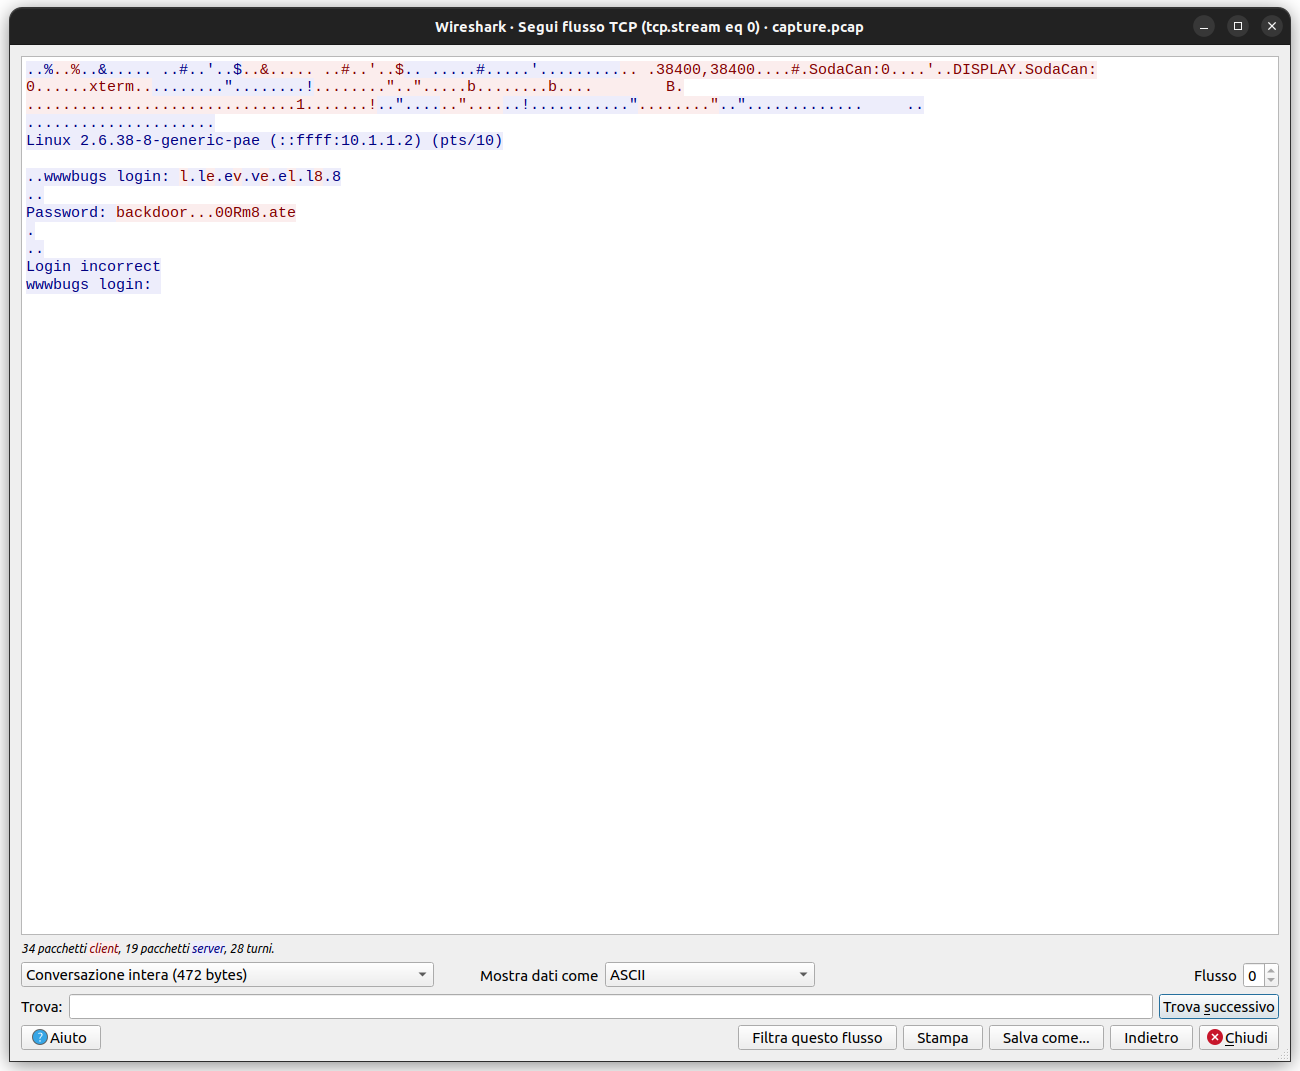 Wireshark · Segui flusso TCP (tcp.stream eq 0) · capture.pcap
..%..%..&..... ..#..'..$..&..... ..#..'..$.. .....#.....'........... .38400,38400....#.SodaCan:0....'..DISPLAY.SodaCan:
0......xterm.........."........!........"..".....b........b.... B.
..............................1.......!.."......"......!..........."........"..".............  ..
.....................
Linux 2.6.38-8-generic-pae (::ffff:10.1.1.2) (pts/10)
..wwwbugs login: l.le.ev.ve.el.l8.8
..
Password: backdoor...00Rm8.ate
.
..
Login incorrect
wwwbugs login:
34 pacchetti client, 19 pacchetti server, 28 turni.
Conversazione intera (472 bytes) Mostra dati come ASCII Flusso 0
Trova: Trova successivo
Aiuto Filtra questo flusso Stampa Salva come... Indietro Chiudi